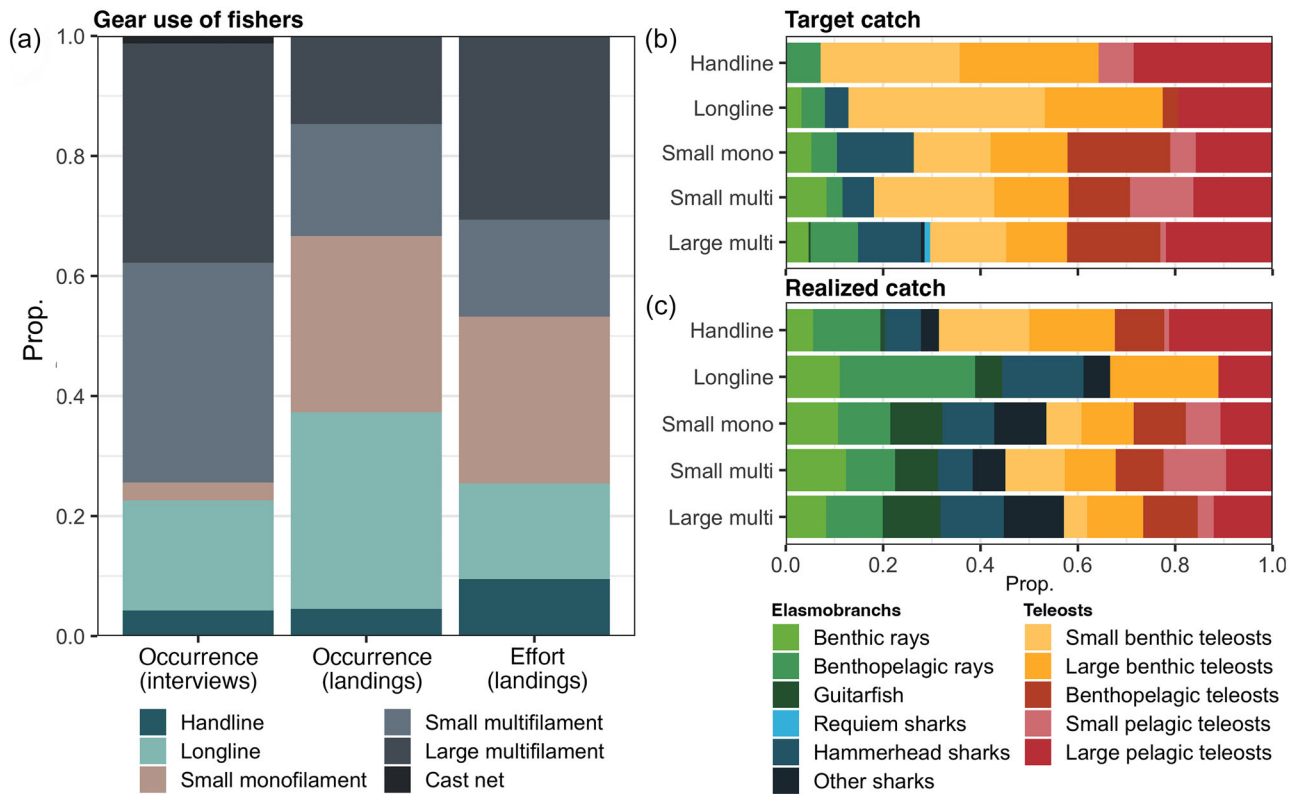 (a)
Gear use of fishers
1.0
0.8
0.6
0.4
0.2
0.0
Prop.
Occurrence
(interviews)
Occurrence
(landings)
Effort
(landings)
Handline
Longline
Small monofilament
Small multifilament
Large multifilament
Cast net
(b)
Target catch
Handline
Longline
Small mono
Small multi
Large multi
(c)
Realized catch
Handline
Longline
Small mono
Small multi
Large multi
0.0
0.2
0.4
0.6
0.8
1.0
Prop.
Elasmobranchs
Benthic rays
Benthopelagic rays
Guitarfish
Requiem sharks
Hammerhead sharks
Other sharks
Teleosts
Small benthic teleosts
Large benthic teleosts
Benthopelagic teleosts
Small pelagic teleosts
Large pelagic teleosts